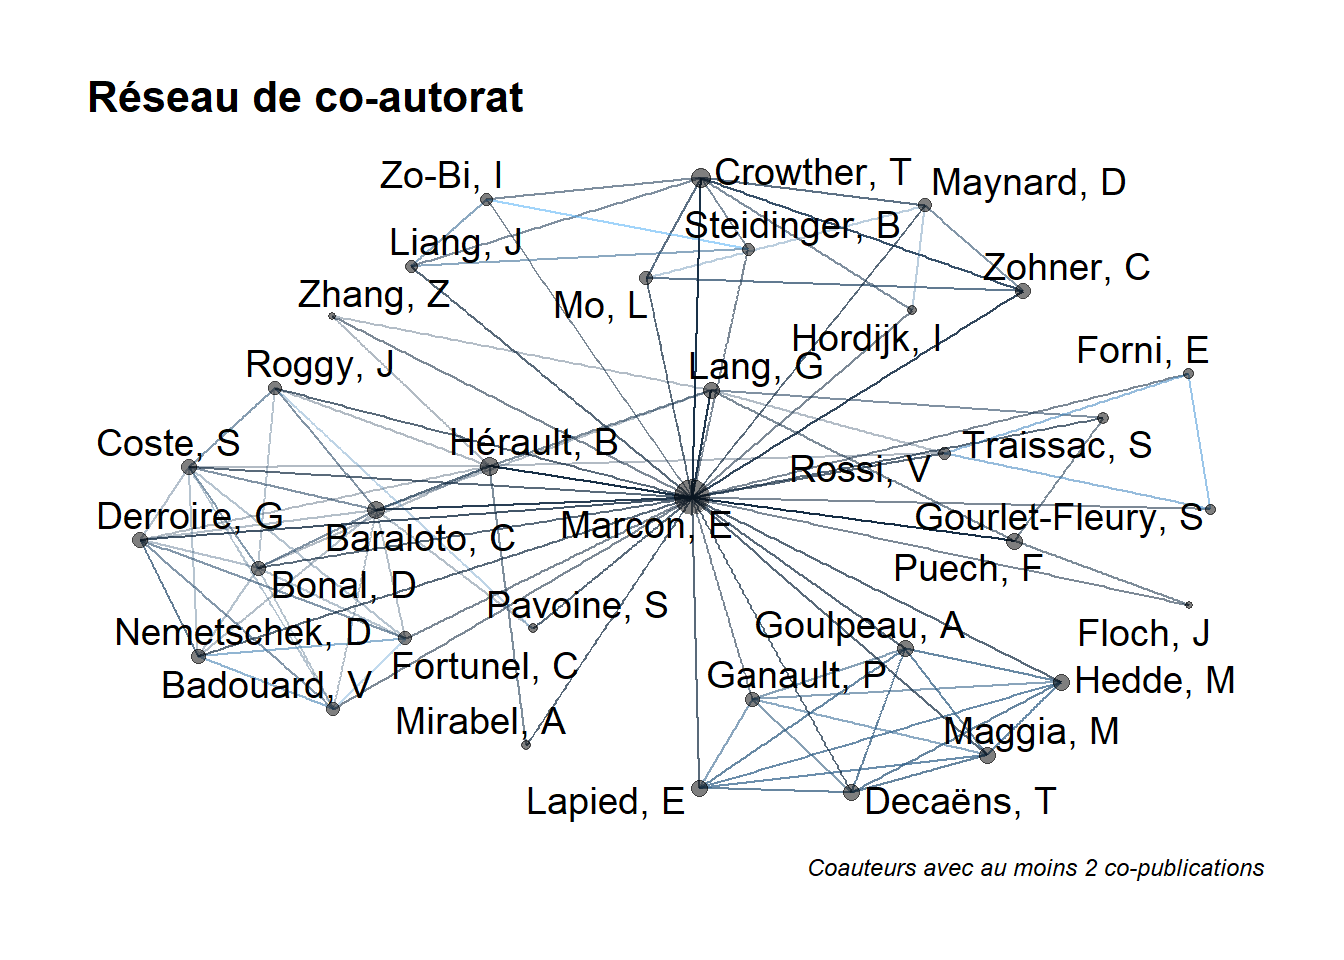 Réseau de co-autorat
Zo-Bi, I
Crowther, T
Maynard, D
Steidinger, B
Liang, J
Zohner, C
Zhang, Z
Mo, L
Hordijk, I
Forni, E
Roggy, J
Lang, G
Coste, S
Hérault, B
Traissac, S
Rossi, V
Derroire, G
Baraloto, C
Marcon, E
Gourlet-Fleury, S
Puech, F
Bonal, D
Pavoine, S
Nemetschek, D
Goulpeau, A
Floch, J
Fortunel, C
Ganault, P
Hedde, M
Badouard, V
Mirabel, A
Maggia, M
Lapied, E
Decaëns, T
Coauteurs avec au moins 2 co-publications